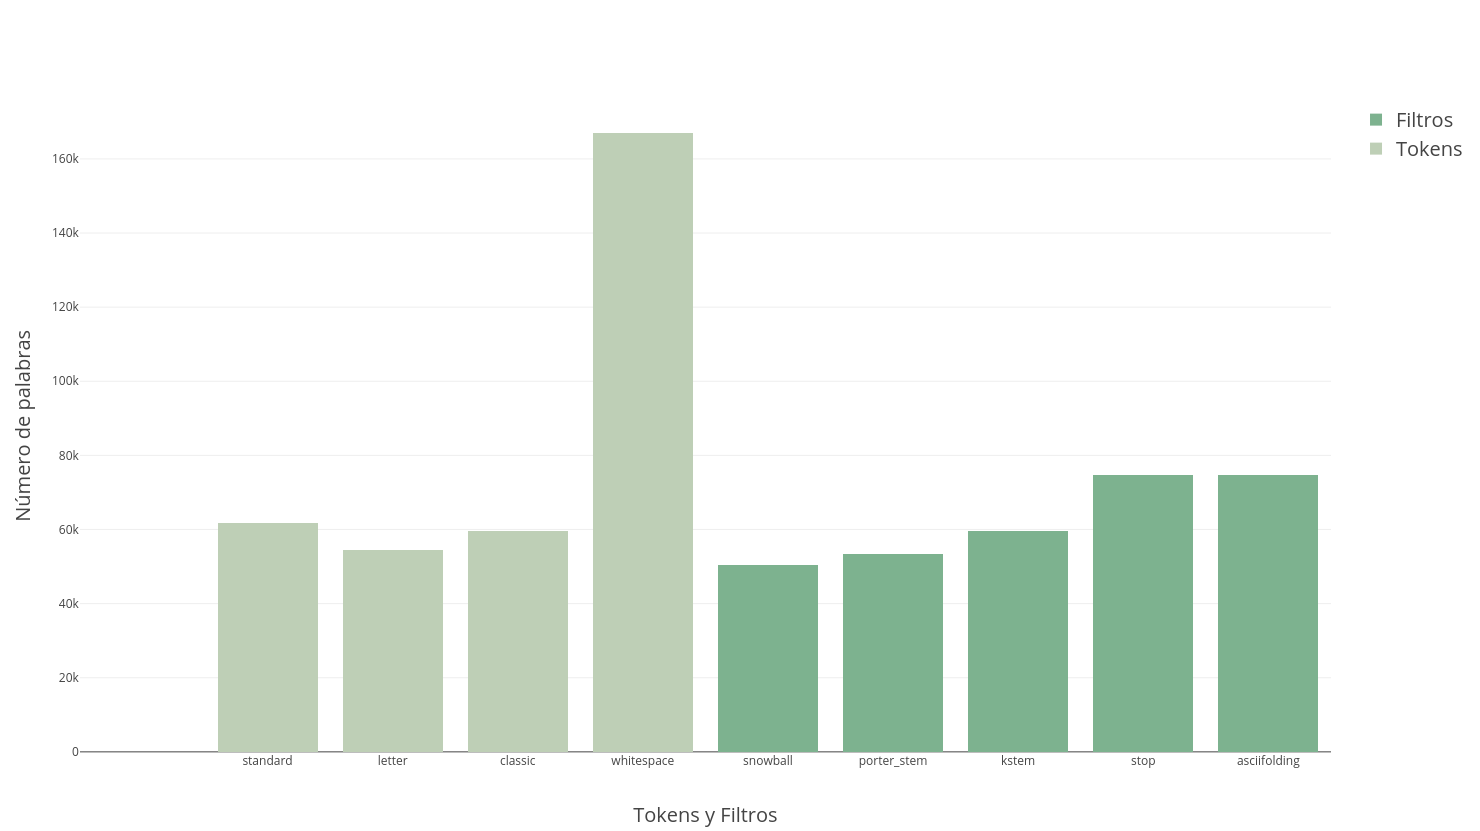 Filtros
Tokens
160k
140k
120k
100k
80k
60k
40k
20k
0
Número de palabras
standard letter classic whitespace snowball porter_stem kstem stop asciifolding
Tokens y Filtros